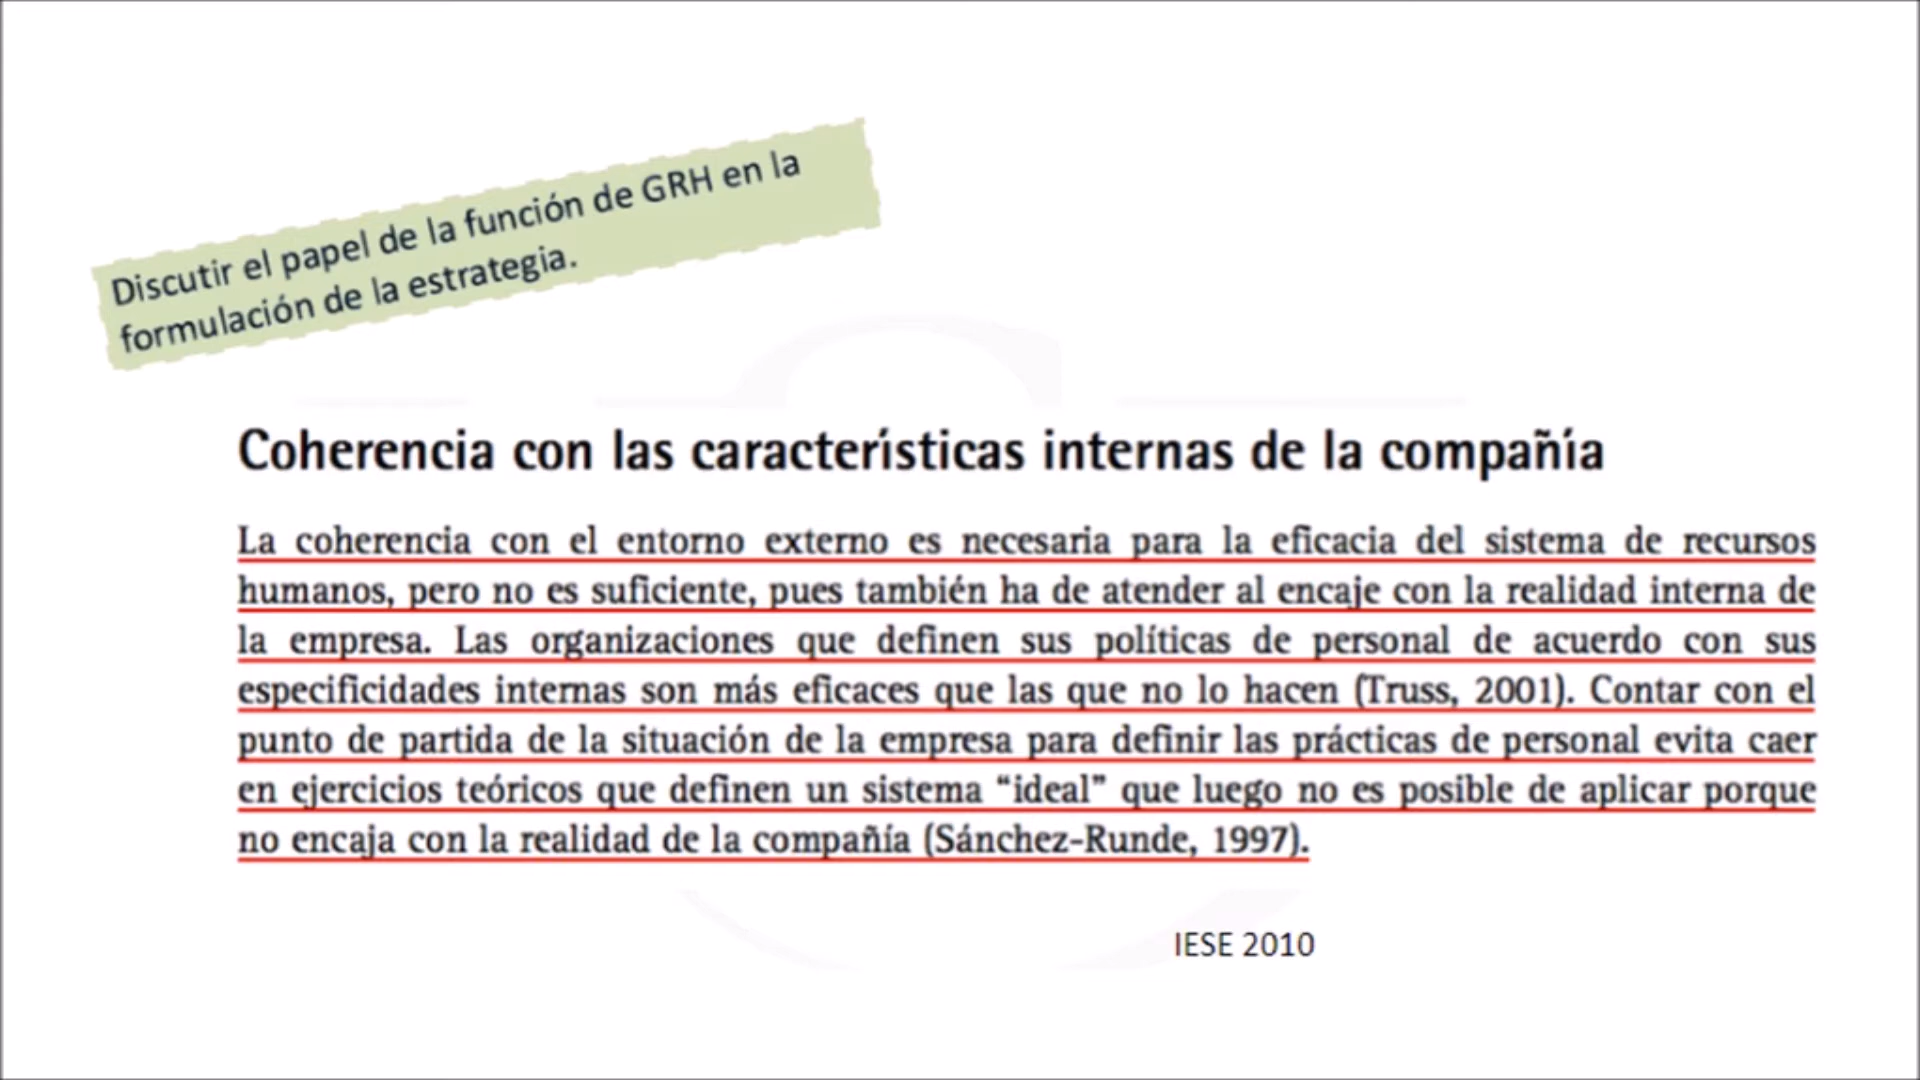 Discutir el papel de la función de GRH en la
formulación de la estrategia.
Coherencia con las características internas de la compañía
La coherencia con el entorno externo es necesaria para la eficacia del sistema de recursos
humanos, pero no es suficiente, pues también ha de atender al encaje con la realidad interna de
la empresa. Las organizaciones que definen sus políticas de personal de acuerdo con sus
especificidades internas son más eficaces que las que no lo hacen (Truss, 2001). Contar con el
punto de partida de la situación de la empresa para definir las prácticas de personal evita caer
en ejercicios teóricos que definen un sistema “ideal” que luego no es posible de aplicar porque
no encaja con la realidad de la compañía (Sánchez-Runde, 1997).
IESE 2010